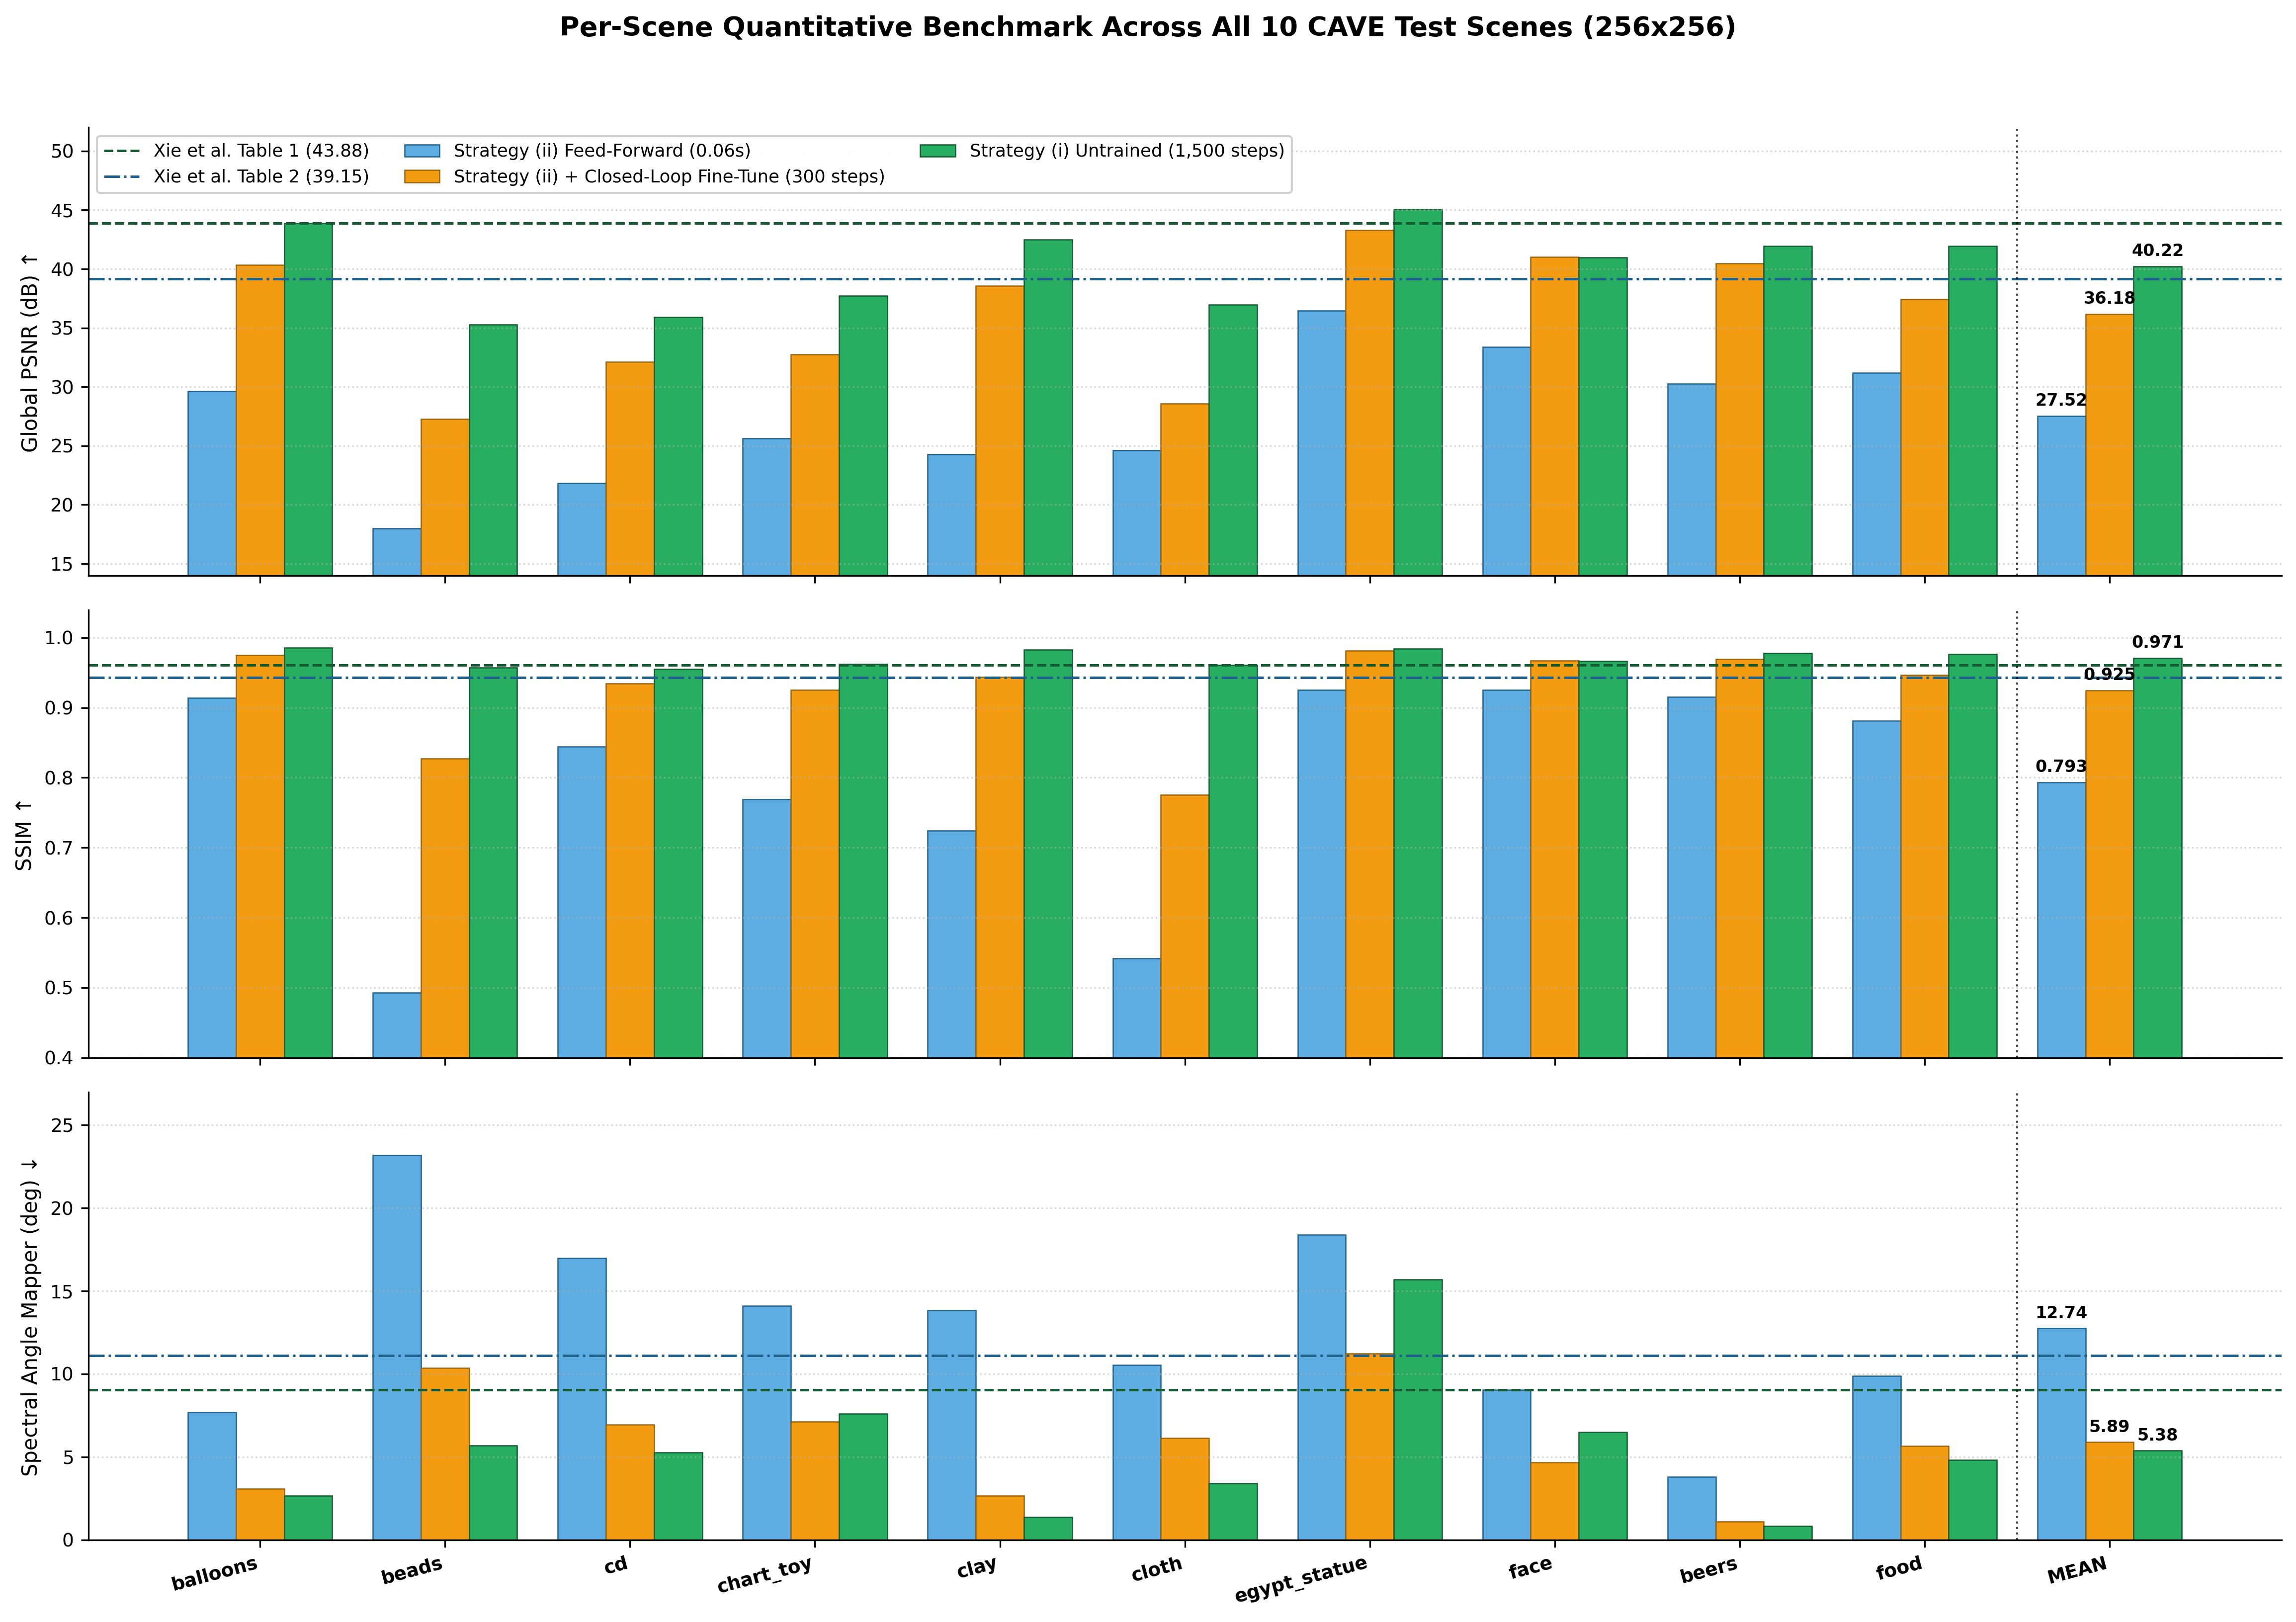 Per-Scene Quantitative Benchmark Across All 10 CAVE Test Scenes (256x256)
Xie et al. Table 1 (43.88)
Xie et al. Table 2 (39.15)
Strategy (ii) Feed-Forward (0.06s)
Strategy (ii) + Closed-Loop Fine-Tune (300 steps)
Strategy (i) Untrained (1,500 steps)
Global PSNR (dB) ↑
50
45
40
35
30
25
20
15
27.52
36.18
40.22
SSIM ↑
1.0
0.9
0.8
0.7
0.6
0.5
0.4
0.793
0.925
0.971
Spectral Angle Mapper (deg) ↓
25
20
15
10
5
0
12.74
5.89
5.38
balloons
beads
cd
chart_toy
clay
cloth
egypt_statue
face
beers
food
MEAN